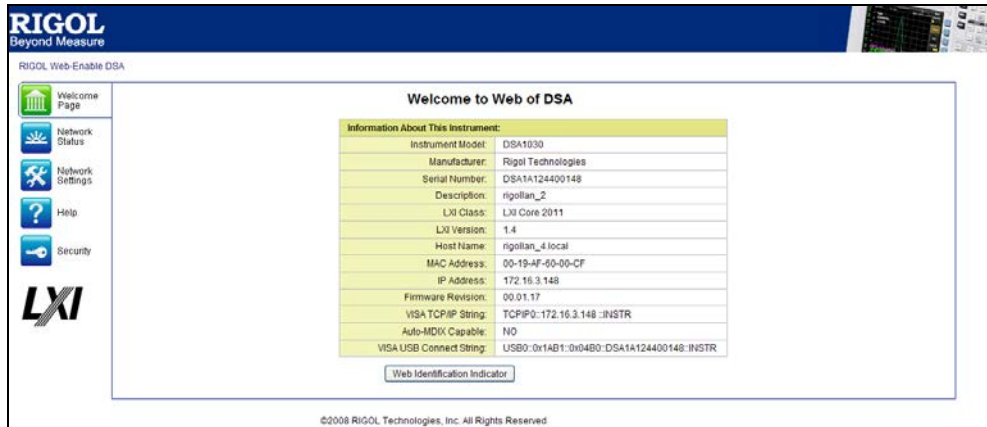 RIGOL
Beyond Measure
RIGOL Web-Enable DSA
Welcome Page
Network Status
Network Settings
Help
Security
LXI
Welcome to Web of DSA
Information About This Instrument:
Instrument Model: DSA1030
Manufacturer: Rigol Technologies
Serial Number: DSA1A124400148
Description: rigollan_2
LXI Class: LXI Core 2011
LXI Version: 1.4
Host Name: rigollan_4.local
MAC Address: 00-19-AF-60-00-CF
IP Address: 172.16.3.148
Firmware Revision: 00.01.17
VISA TCP/IP String: TCPIP0::172.16.3.148 ::INSTR
Auto-MDIX Capable: NO
VISA USB Connect String: USB0::0x1AB1::0x04B0::DSA1A124400148::INSTR
Web Identification Indicator
©2008 RIGOL Technologies, Inc. All Rights Reserved